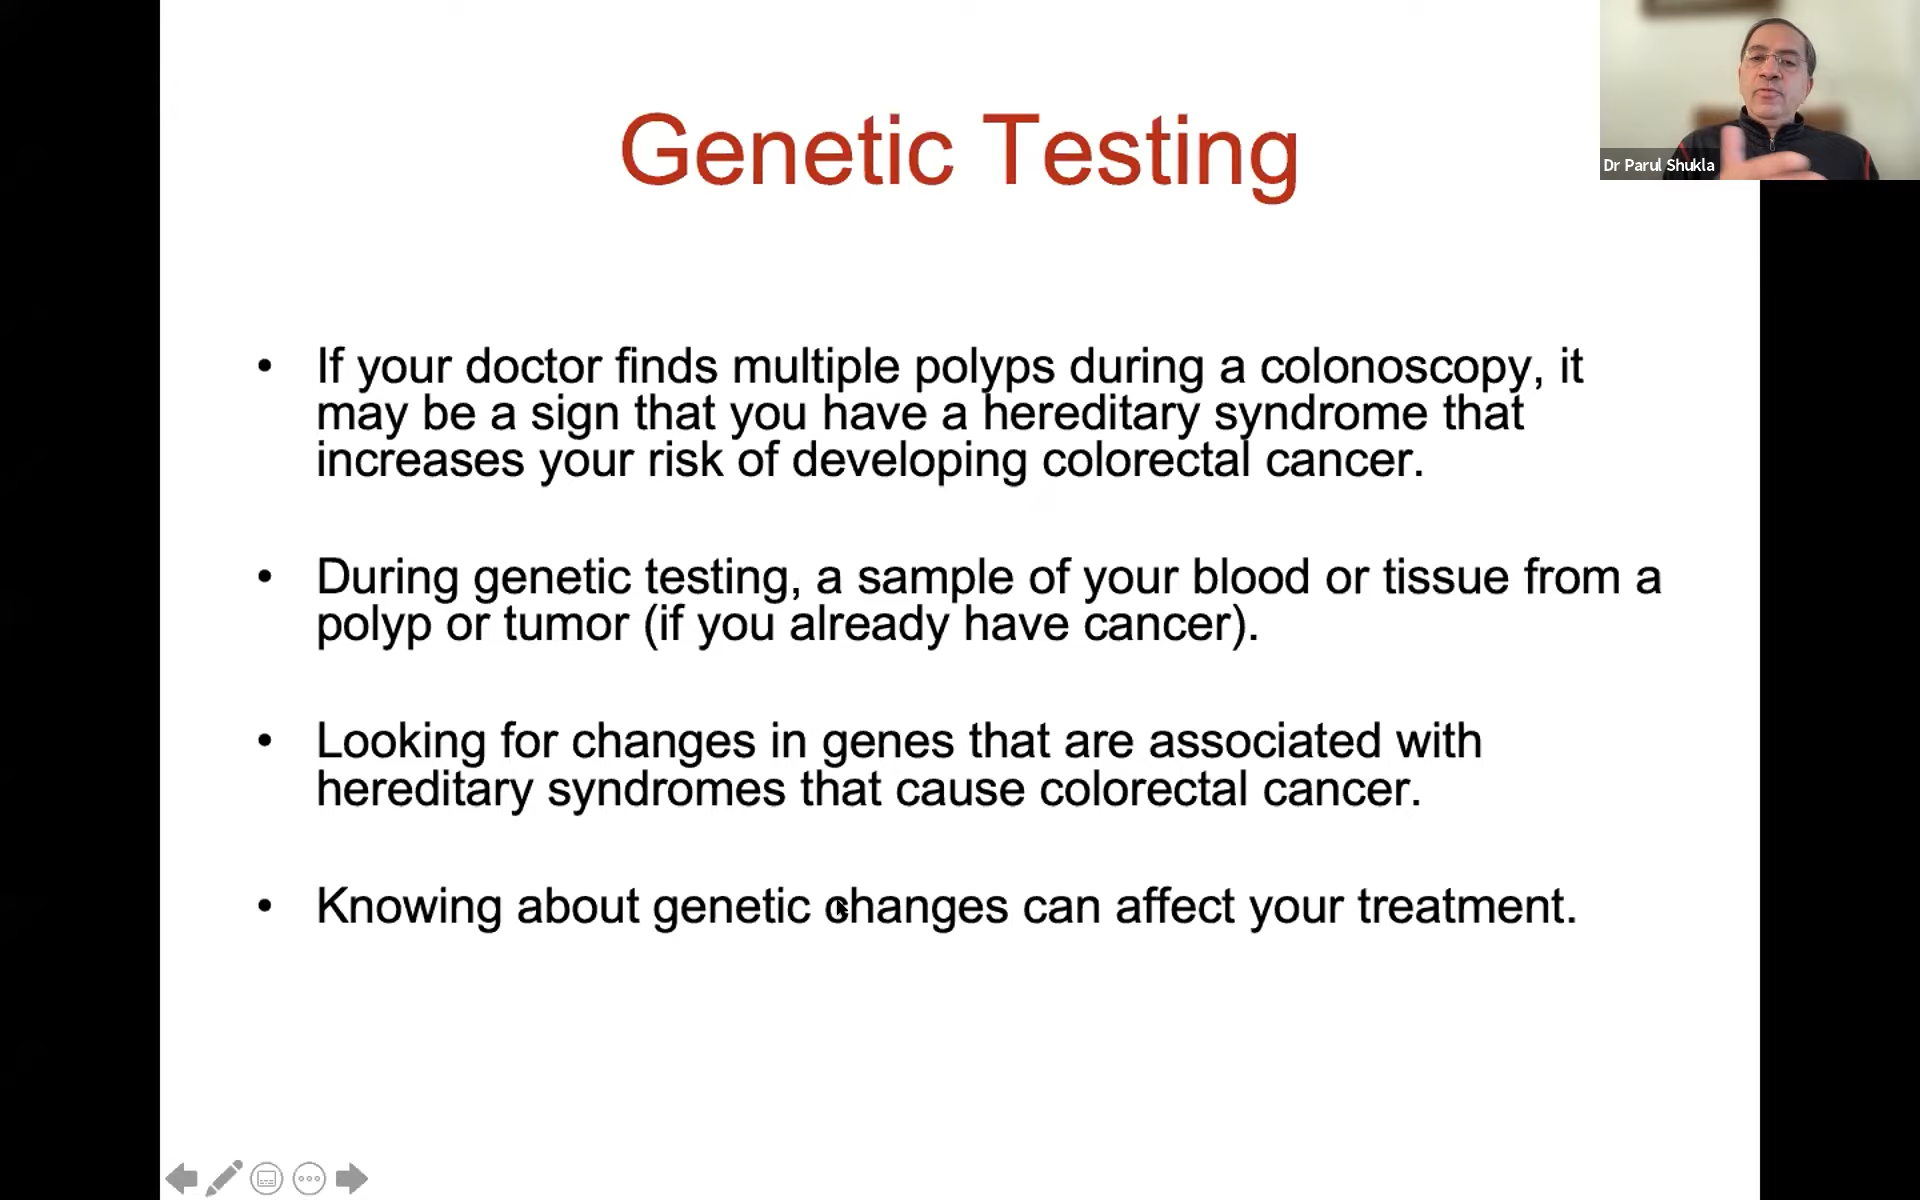 Genetic Testing
Dr Parul Shukla
• If your doctor finds multiple polyps during a colonoscopy, it
may be a sign that you have a hereditary syndrome that
increases your risk of developing colorectal cancer.
• During genetic testing, a sample of your blood or tissue from a
polyp or tumor (if you already have cancer).
• Looking for changes in genes that are associated with
hereditary syndromes that cause colorectal cancer.
• Knowing about genetic changes can affect your treatment.